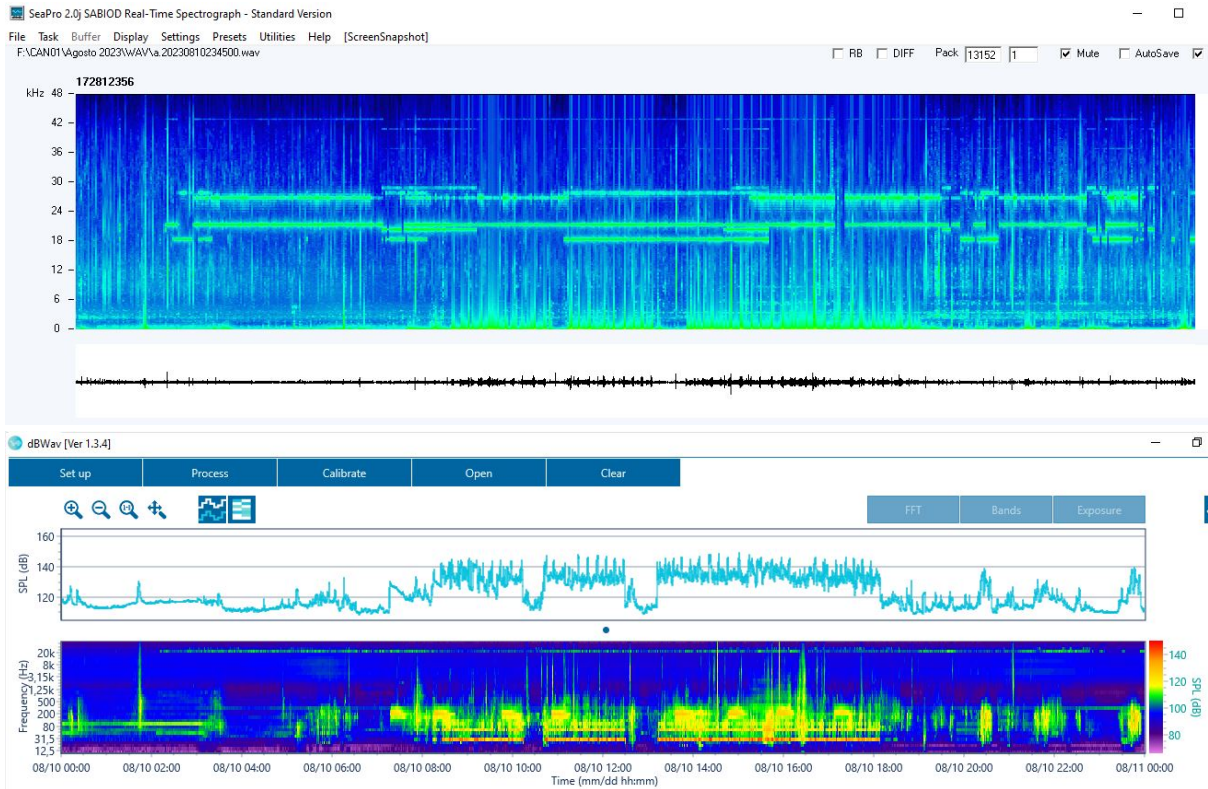 SeaPro 2.0j SABIOD Real-Time Spectrograph - Standard Version
File Task Buffer Display Settings Presets Utilities Help [ScreenSnapshot]
F:\CAN01\Agosto 2023\WAV\a.20230810234500.wav RB DIFF Pack 13152 1 Mute AutoSave
172812356
kHz 48
42
36
30
24
18
12
6
0
dBWav [Ver 1.3.4]
Set up Process Calibrate Open Clear
FFT Bands Exposure
SPL (dB)
160
140
120
Frequency (Hz)
20k
8k
3,15k
1,25k
500
200
80
31,5
12,5
140
120
100
80
SPL (dB)
08/10 00:00 08/10 02:00 08/10 04:00 08/10 06:00 08/10 08:00 08/10 10:00 08/10 12:00 08/10 14:00 08/10 16:00 08/10 18:00 08/10 20:00 08/10 22:00 08/11 00:00
Time (mm/dd hh:mm)